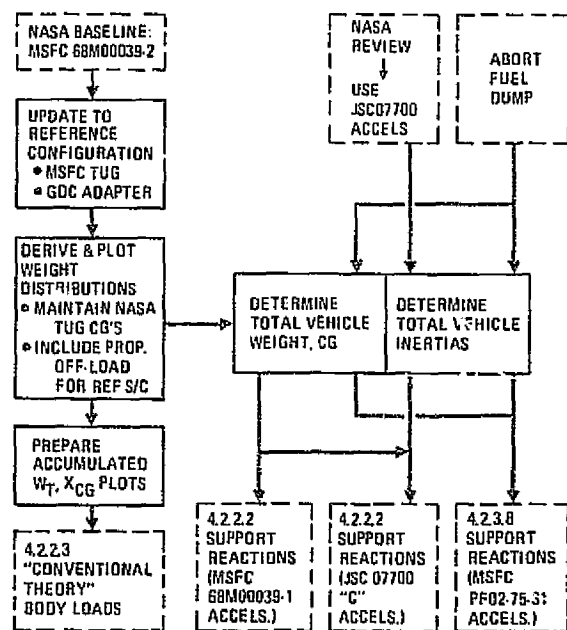 NASA BASELINE:
MSFC 68M00039-2
UPDATE TO
REFERENCE
CONFIGURATION
• MSFC TUG
• GDC ADAPTER
DERIVE & PLOT
WEIGHT
DISTRIBUTIONS
• MAINTAIN NASA
TUG CG'S
• INCLUDE PROP.
OFF-LOAD
FOR REF S/C
PREPARE
ACCUMULATED
WT, XCG PLOTS
4.2.2.3
"CONVENTIONAL
THEORY"
BODY LOADS
NASA
REVIEW
USE
JSC07700
ACCELS
ABORT
FUEL
DUMP
DETERMINE
TOTAL VEHICLE
WEIGHT, CG
DETERMINE
TOTAL VEHICLE
INERTIAS
4.2.2.2
SUPPORT
REACTIONS
(MSFC
68M00039-1
ACCELS.)
4.2.2.2
SUPPORT
REACTIONS
(JSC 07700
"C"
ACCELS.)
4.2.3.8
SUPPORT
REACTIONS
(MSFC
PF02-75-31
ACCELS.)